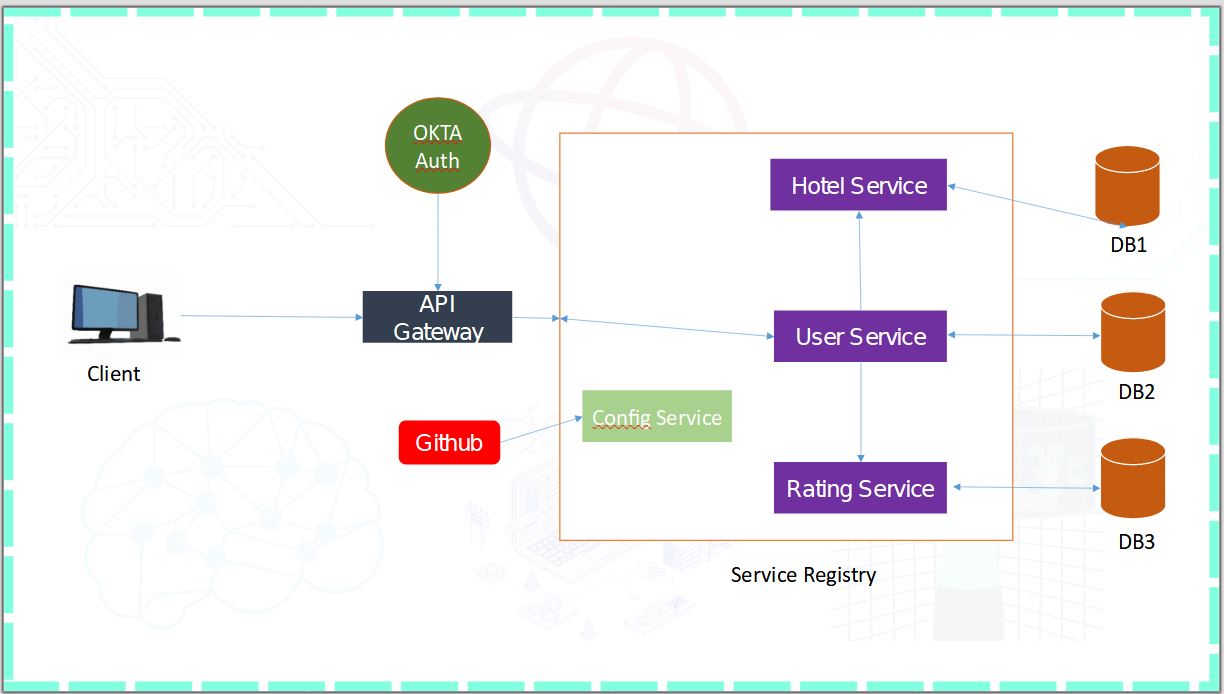 OKTA
Auth
Hotel Service
DB1
API
Gateway
User Service
Client
DB2
Config Service
Github
Rating Service
DB3
Service Registry